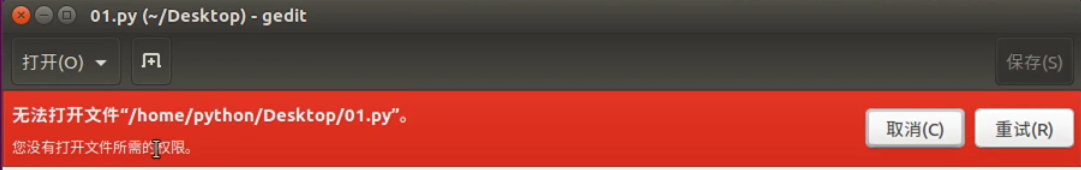 01.py (~/Desktop) - gedit
打开(O) 保存(S)
无法打开文件“/home/python/Desktop/01.py”。
您没有打开文件所需的权限。
取消(C) 重试(R)